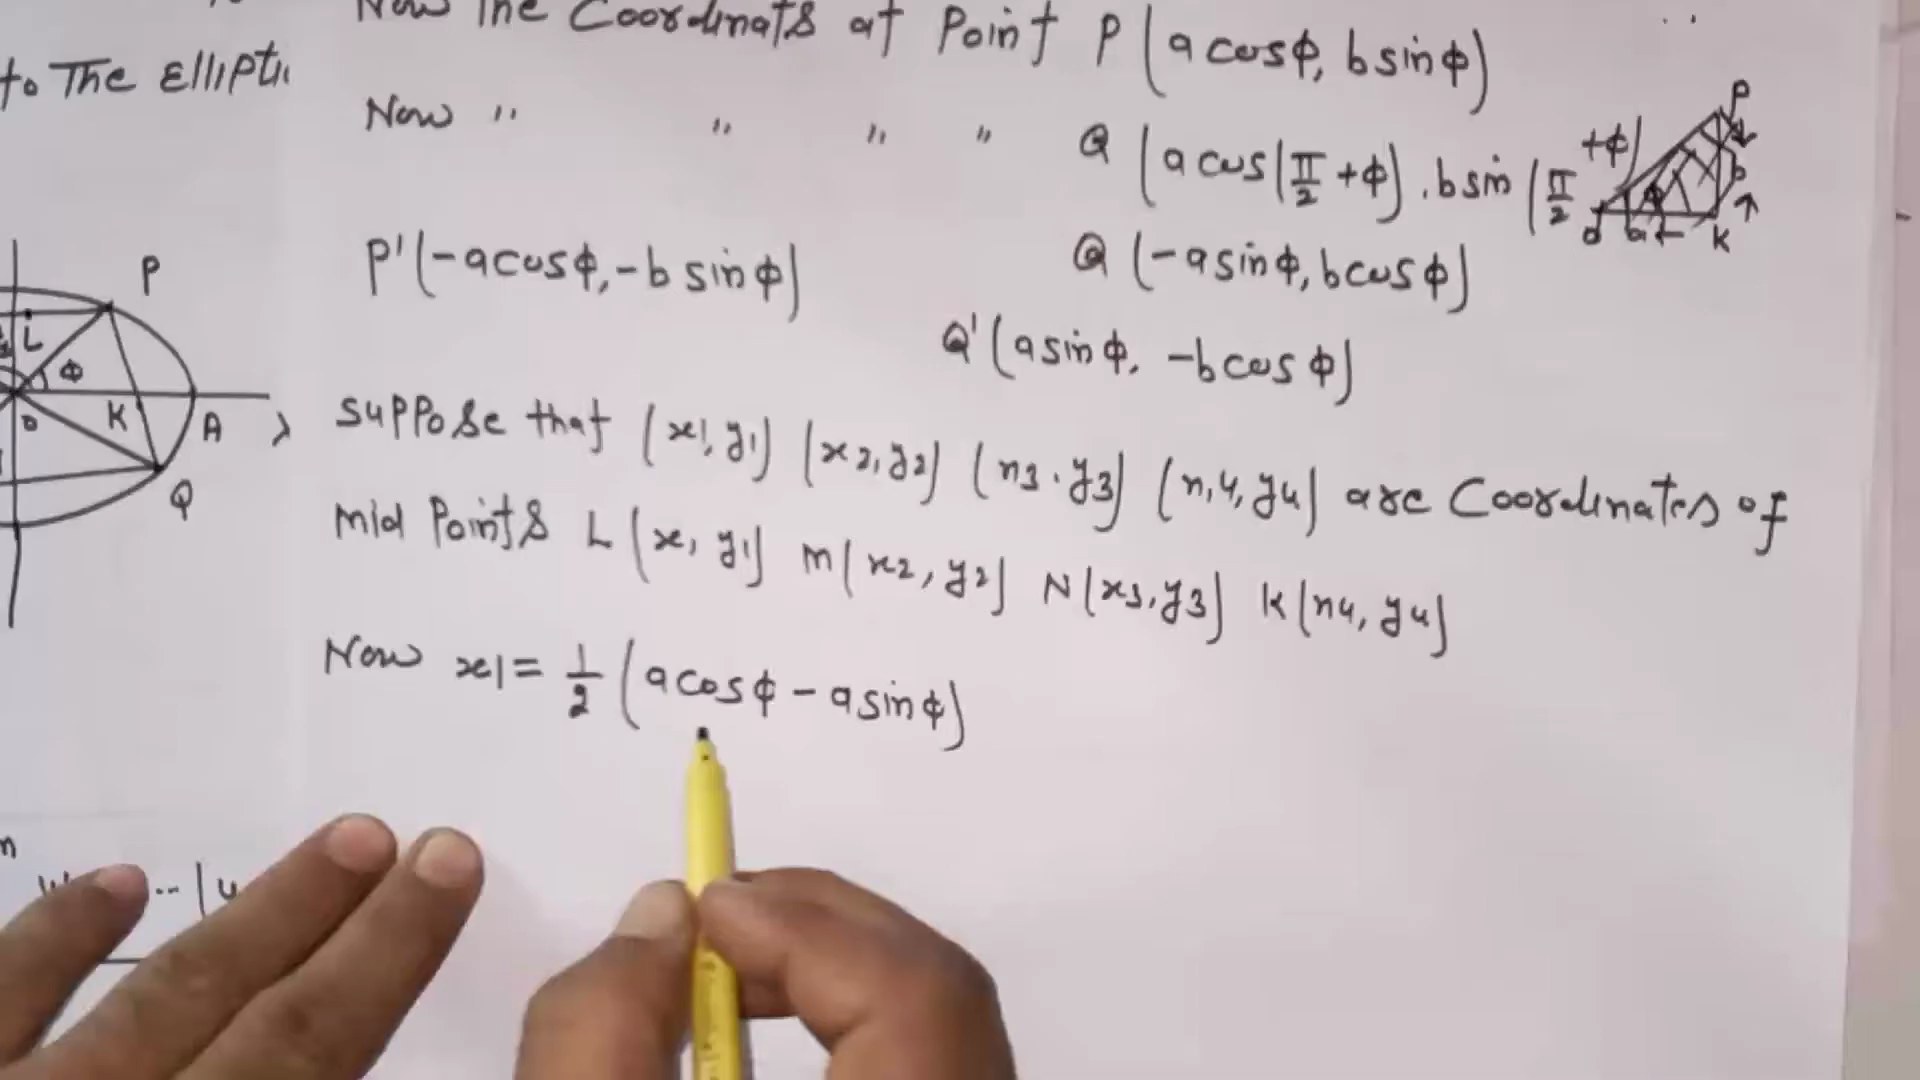 Now The Coordinats at Point P (a cosϕ, b sinϕ)
to The Ellipti
Now " " " " Q (a cos(π/2 +ϕ), b sin (π/2 +ϕ)
P'(-a cosϕ, -b sinϕ)
Q (-a sinϕ, b cosϕ)
Q' (a sinϕ, -b cosϕ)
Suppose that (x1, y1) (x2, y2) (x3, y3) (x,4, y4) are Coordinates of
mid Points L (x, y1) M (x2, y2) N (x3, y3) K (x4, y4)
Now x1 = 1/2 (a cosϕ - a sinϕ)
P
b
K
P
L
ϕ
O
K
A
Q
n